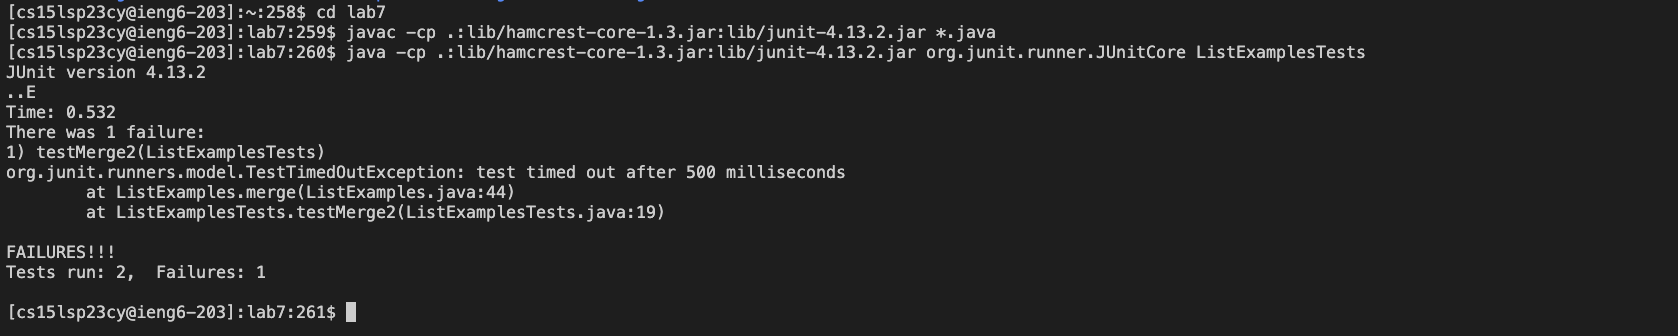 [cs15lsp23cy@ieng6-203]:~:258$ cd lab7
[cs15lsp23cy@ieng6-203]:lab7:259$ javac -cp .:lib/hamcrest-core-1.3.jar:lib/junit-4.13.2.jar *.java
[cs15lsp23cy@ieng6-203]:lab7:260$ java -cp .:lib/hamcrest-core-1.3.jar:lib/junit-4.13.2.jar org.junit.runner.JUnitCore ListExamplesTests
JUnit version 4.13.2
..E
Time: 0.532
There was 1 failure:
1) testMerge2(ListExamplesTests)
org.junit.runners.model.TestTimedOutException: test timed out after 500 milliseconds
        at ListExamples.merge(ListExamples.java:44)
        at ListExamplesTests.testMerge2(ListExamplesTests.java:19)

FAILURES!!!
Tests run: 2,  Failures: 1

[cs15lsp23cy@ieng6-203]:lab7:261$